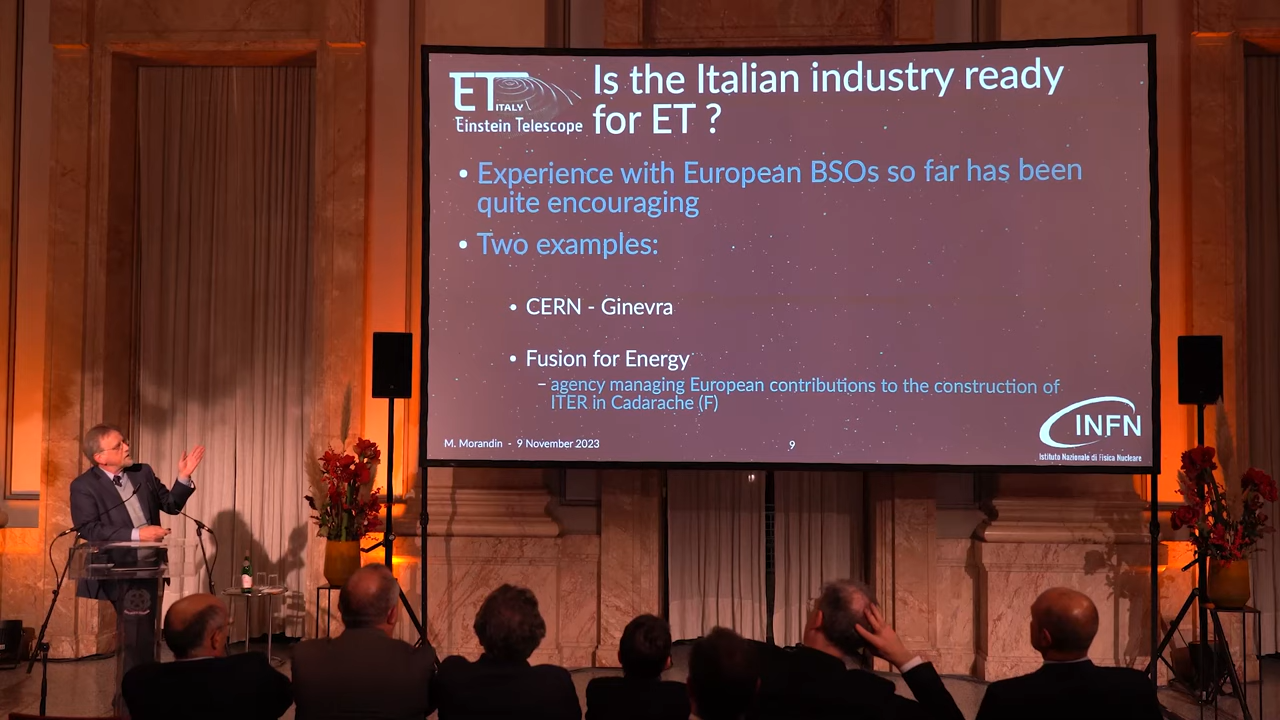 ET
ITALY
Einstein Telescope
Is the Italian industry ready
for ET ?
• Experience with European BSOs so far has been
quite encouraging
• Two examples:
• CERN - Ginevra
• Fusion for Energy
– agency managing European contributions to the construction of
ITER in Cadarache (F)
M. Morandin - 9 November 2023
9
INFN
Istituto Nazionale di Fisica Nucleare